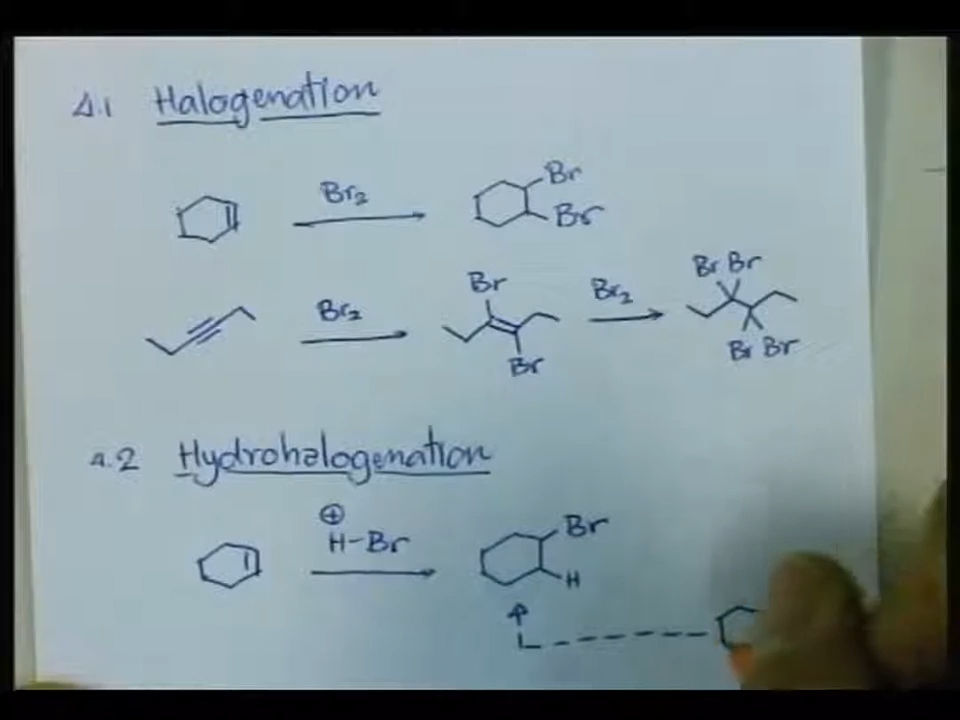 4.1 Halogenation
Br₂ Br
Br
Br₂ Br Br₂ Br Br
Br Br Br
4.2 Hydrohalogenation
⊕
H-Br Br
H